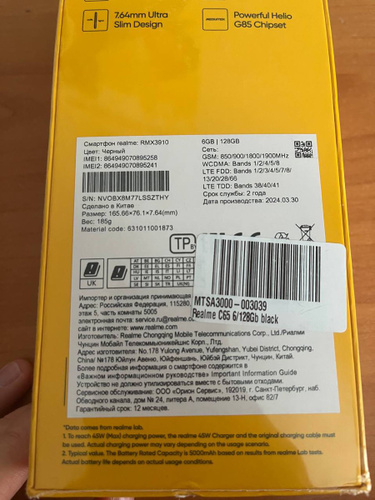 7.64mm Ultra
Slim Design
Powerful Helio
G85 Chipset
Смартфон realme: RMX3910
Цвет: Черный
IMEI1: 864949070895258
IMEI2: 864949070895241
S/N: NVOBX8M77LSSZTHY
Сделано в Китае
Размер: 165.66*76.1*7.64(mm)
Вес: 185g
Material code: 631011001873
6GB | 128GB
Сеть:
GSM: 850/900/1800/1900MHz
WCDMA: Bands 1/2/4/5/8
LTE FDD: Bands 1/2/3/4/5/7/8/
13/20/28/66
LTE TDD: Bands 38/40/41
Срок службы: 2 года
Дата производства: 2024.03.30
TP
UK
MTSA3000 – 003039
Realme C65 6/128Gb black
Импортер и организация принимающая
Адрес: Российская Федерация, 115280,
этаж 5, часть комнаты 5005
электронная почта: service.ru@realme
www.realme.com
Изготовитель: Realme Chongqing Mobile Telecommunications Corp., Ltd./Риалми
Чунцин Мобайл Телекоммьюникейшнс Корп., Лтд.
Адрес: No.178 Yulong Avenue, Yufengshan, Yubei District, Chongqing,
China/No.178 Юйлун Авеню, Юйфеншань, Юйбэй Дистрикт, Чунцин, Китай.
Более подробная информация о смартфоне содержится в
«Важном информационном руководстве» Important Information Guide
Устройство не должно утилизироваться вместе с бытовыми отходами.
Сервисное обслуживание: ООО «Орион Сервис», 192019, г. Санкт-Петербург, наб.
Обводного канала, дом № 24, литера А, помещ. 13-Н, офис 82/7
Гарантийный срок: 12 месяцев.
*Data comes from realme lab.
1. To reach 45W (Max) charging power, the realme 45W Charger and the original charging cable must
be used. Actual charging power may vary depending on the usage scenario.
2. Typical value. The Battery Rated Capacity is 5000mAh based on results from realme Lab tests.
Actual battery life depends on actual usage conditions.